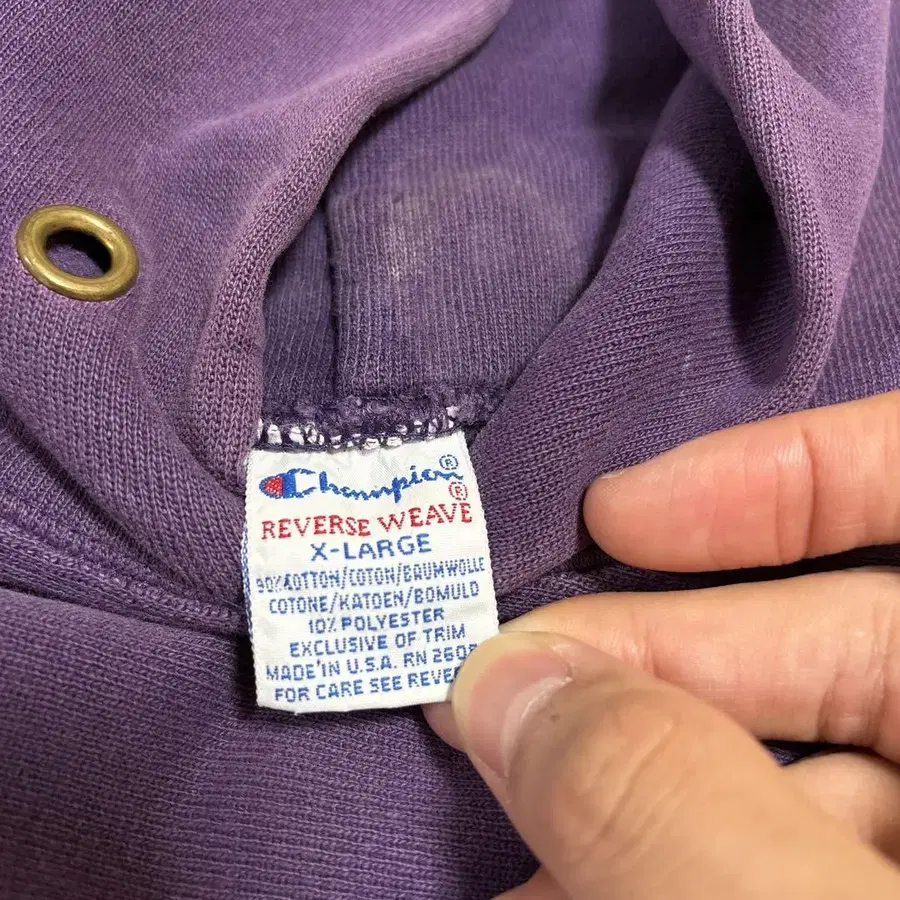 Champion®
REVERSE WEAVE®
X-LARGE
90% COTTON/COTON/BAUMWOLLE
COTONE/KATOEN/BOMULD
10% POLYESTER
EXCLUSIVE OF TRIM
MADE IN U.S.A. RN
FOR CARE SEE